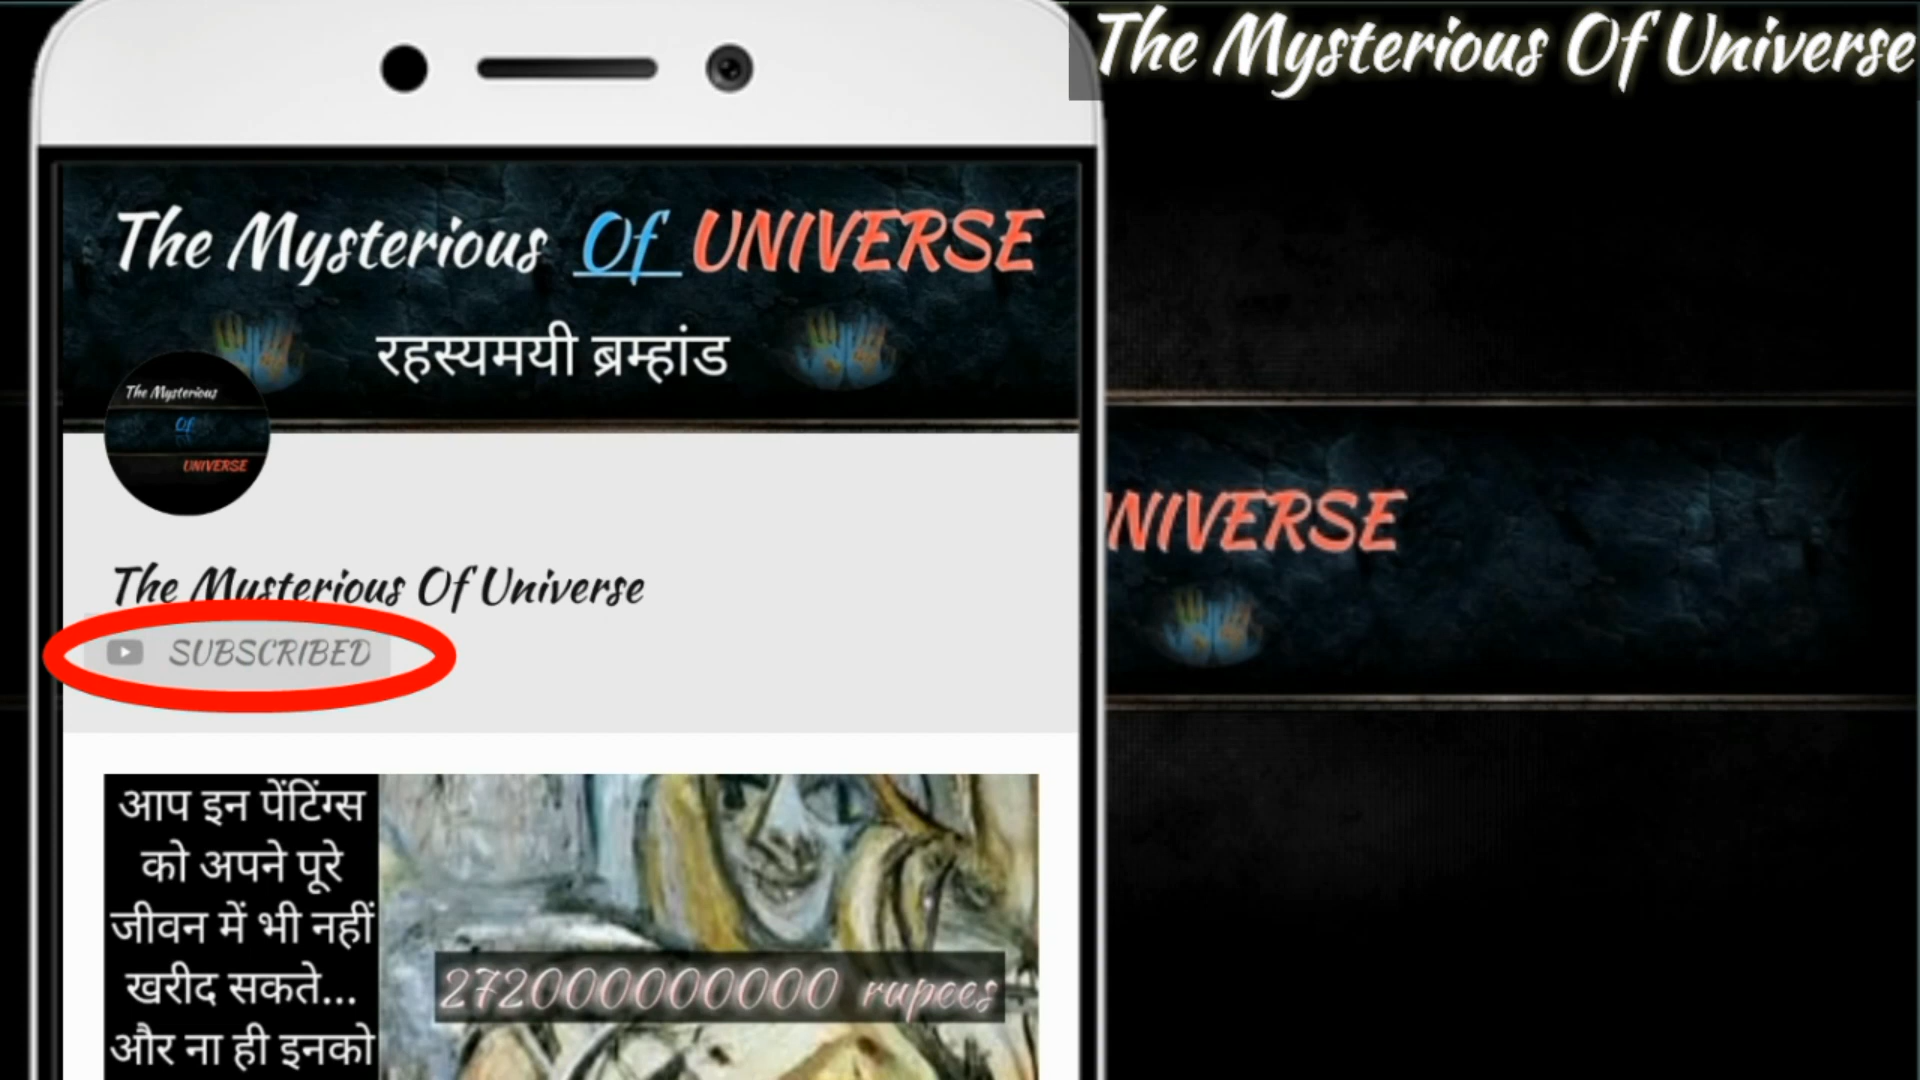 The Mysterious Of Universe
The Mysterious Of UNIVERSE
रहस्यमयी ब्रम्हांड
The Mysterious
Of
UNIVERSE
NIVERSE
The Mysterious Of Universe
SUBSCRIBED
आप इन पेंटिंग्स
को अपने पूरे
जीवन में भी नहीं
खरीद सकते...
और ना ही इनको
272000000000 rupees